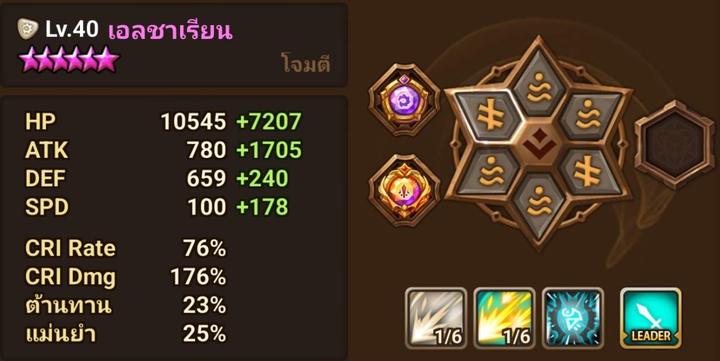 Lv.40 เอลชาเรียน
โจมตี
HP 10545 +7207
ATK 780 +1705
DEF 659 +240
SPD 100 +178
CRI Rate 76%
CRI Dmg 176%
ต้านทาน 23%
แม่นยำ 25%
1/6 1/6 LEADER